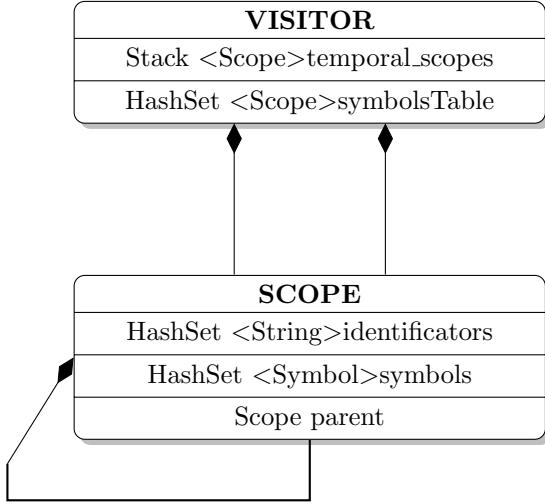 VISITOR
Stack <Scope>temporal_scopes
HashSet <Scope>symbolsTable
SCOPE
HashSet <String>identificators
HashSet <Symbol>symbols
Scope parent